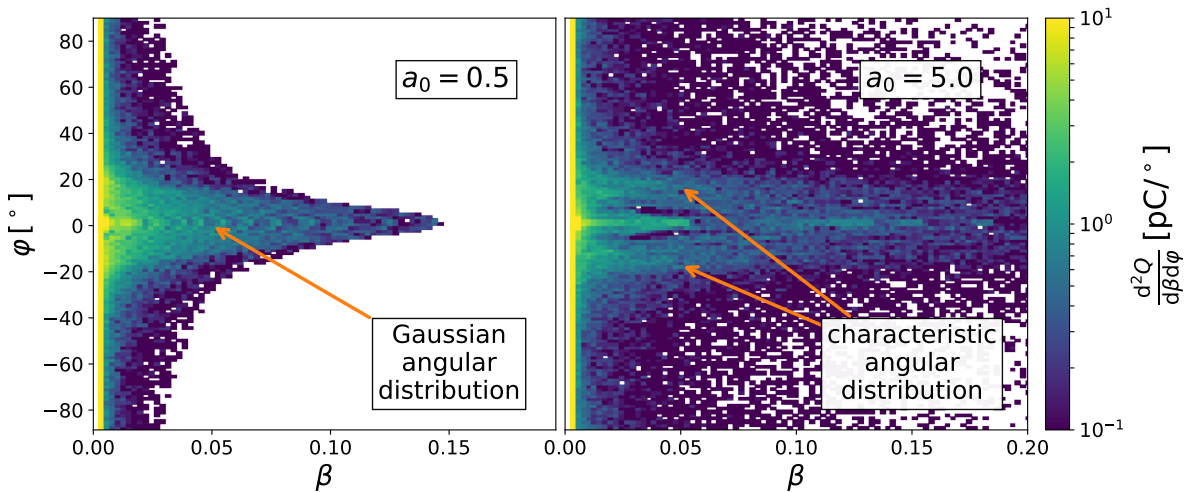 80
60
40
20
0
−20
−40
−60
−80
φ [°]
a₀ = 0.5
Gaussian
angular
distribution
0.00
0.05
0.10
0.15
β
a₀ = 5.0
characteristic
angular
distribution
0.00
0.05
0.10
0.15
0.20
β
10¹
10⁰
10⁻¹
d²Q/dβdφ [pC/°]